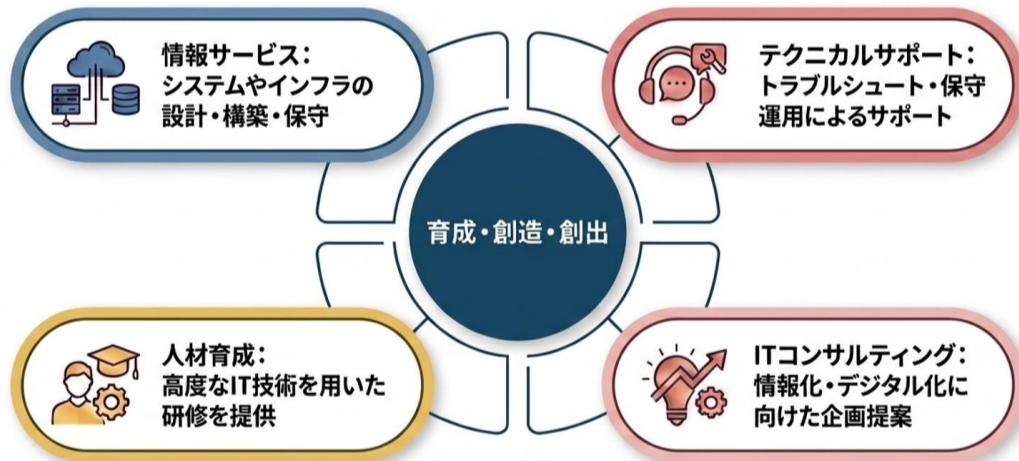 情報サービス：
システムやインフラの
設計・構築・保守
テクニカルサポート：
トラブルシュート・保守
運用によるサポート
育成・創造・創出
人材育成：
高度なIT技術を用いた
研修を提供
ITコンサルティング：
情報化・デジタル化に
向けた企画提案